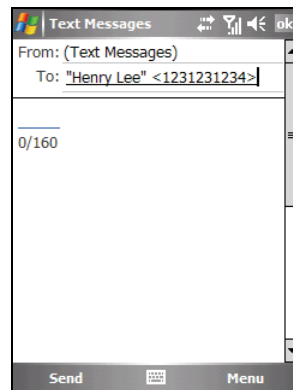 Text Messages ok
From: (Text Messages)
To: "Henry Lee" <1231231234>
0/160
Send Menu